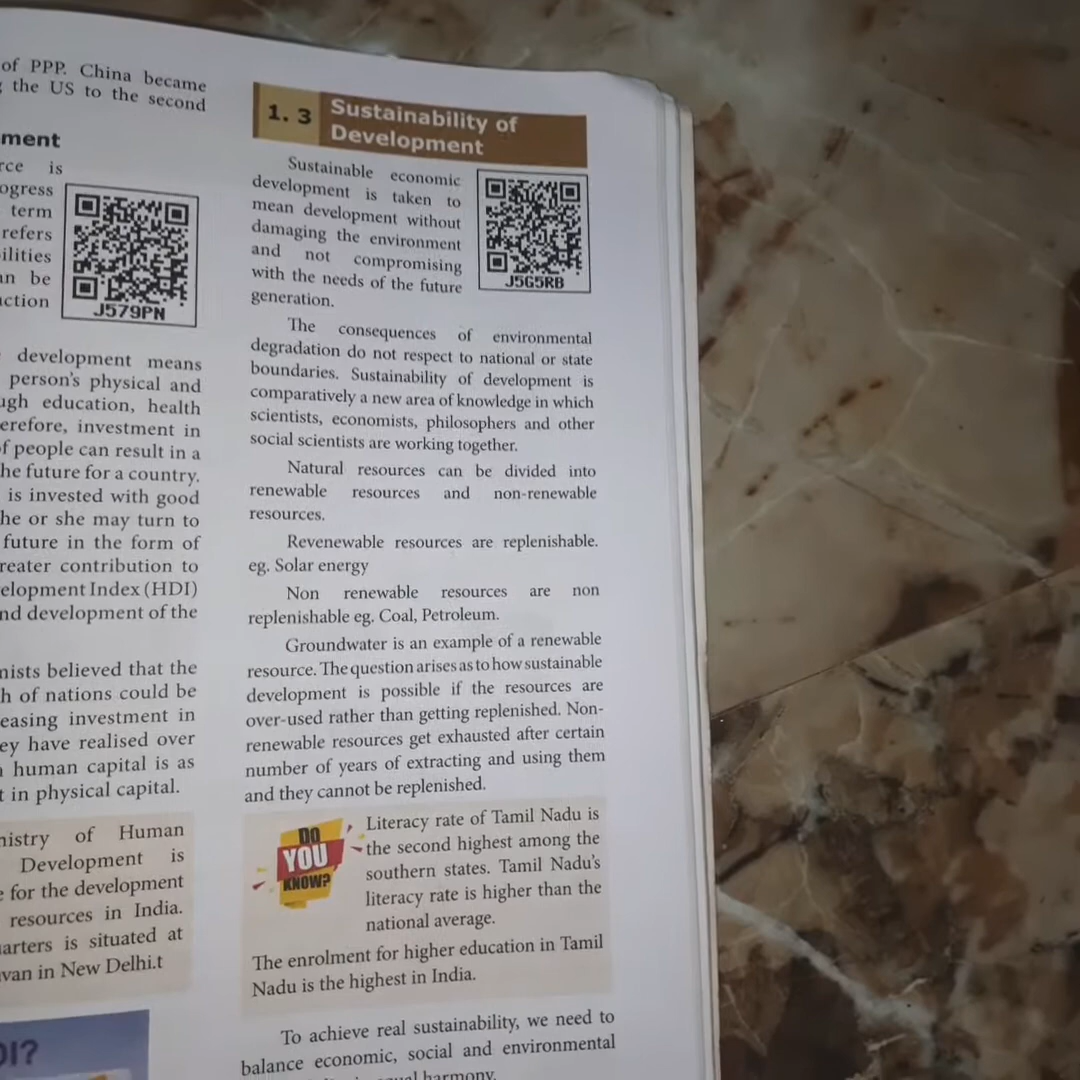 of PPP. China became
the US to the second
ment
rce is
ogress
term
refers
ilities
an be
uction
J579PN
development means
person's physical and
ugh education, health
erefore, investment in
of people can result in a
he future for a country.
is invested with good
he or she may turn to
future in the form of
reater contribution to
elopment Index (HDI)
nd development of the
mists believed that the
h of nations could be
easing investment in
ey have realised over
human capital is as
t in physical capital.
nistry of Human
Development is
e for the development
resources in India.
uarters is situated at
wan in New Delhi.t
DI?
1. 3 Sustainability of
Development
Sustainable economic
development is taken to
mean development without
damaging the environment
and not compromising
with the needs of the future
generation.
J5G5RB
The consequences of environmental
degradation do not respect to national or state
boundaries. Sustainability of development is
comparatively a new area of knowledge in which
scientists, economists, philosophers and other
social scientists are working together.
Natural resources can be divided into
renewable resources and non-renewable
resources.
Revenewable resources are replenishable.
eg. Solar energy
Non renewable resources are non
replenishable eg. Coal, Petroleum.
Groundwater is an example of a renewable
resource. The question arises as to how sustainable
development is possible if the resources are
over-used rather than getting replenished. Non-
renewable resources get exhausted after certain
number of years of extracting and using them
and they cannot be replenished.
DO
YOU
KNOW?
Literacy rate of Tamil Nadu is
the second highest among the
southern states. Tamil Nadu's
literacy rate is higher than the
national average.
The enrolment for higher education in Tamil
Nadu is the highest in India.
To achieve real sustainability, we need to
balance economic, social and environmental
harmony.